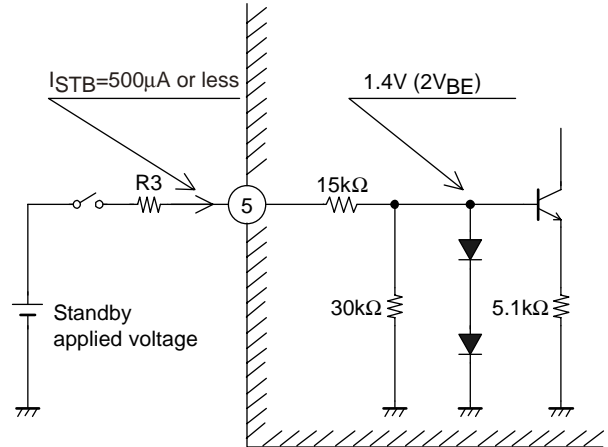 ISTB=500μA or less
1.4V (2VBE)
R3
5
15kΩ
30kΩ
5.1kΩ
Standby
applied voltage